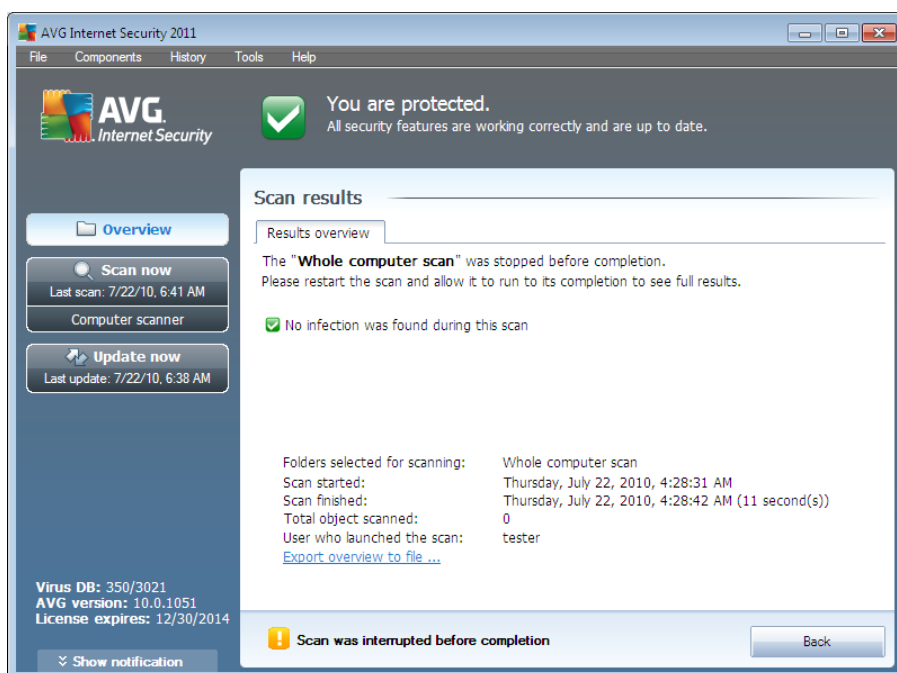 AVG Internet Security 2011
File Components History Tools Help
AVG.
Internet Security
You are protected.
All security features are working correctly and are up to date.
Scan results
Overview
Results overview
The "Whole computer scan" was stopped before completion.
Please restart the scan and allow it to run to its completion to see full results.
Scan now
Last scan: 7/22/10, 6:41 AM
Computer scanner
No infection was found during this scan
Update now
Last update: 7/22/10, 6:38 AM
Folders selected for scanning: Whole computer scan
Scan started: Thursday, July 22, 2010, 4:28:31 AM
Scan finished: Thursday, July 22, 2010, 4:28:42 AM (11 second(s))
Total object scanned: 0
User who launched the scan: tester
Export overview to file ...
Virus DB: 350/3021
AVG version: 10.0.1051
License expires: 12/30/2014
Scan was interrupted before completion
Back
Show notification